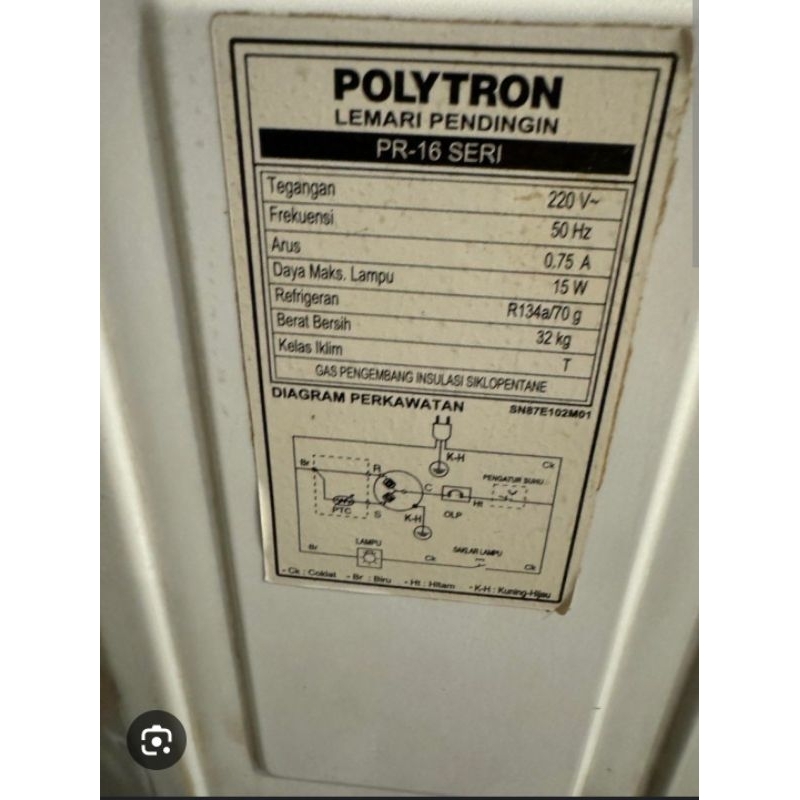 POLYTRON
LEMARI PENDINGIN
PR-16 SERI
Tegangan 220 V~
Frekuensi 50 Hz
Arus 0.75 A
Daya Maks. Lampu 15 W
Refrigeran R134a/70 g
Berat Bersih 32 kg
Kelas Iklim T
GAS PENGEMBANG INSULASI SIKLOPENTANE
DIAGRAM PERKAWATAN SN87E102M01
K-H
Br R Ck
PENGATUR SUHU
C
Ht
PTC S K-H OLP
LAMPU
Br Ck SAKLAR LAMPU Ck
- Ck : Coklat - Br : Biru - Ht : Hitam - K-H : Kuning-Hijau